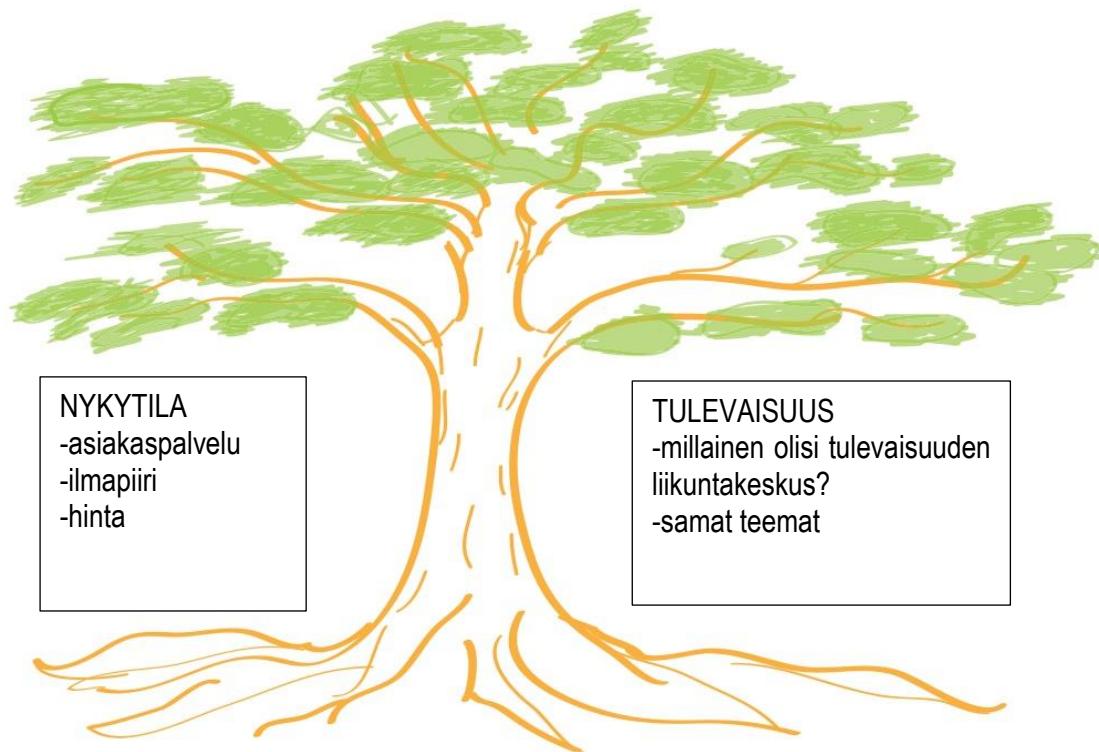 NYKYTILA
-asiakaspalvelu
-ilmapiiri
-hinta
TULEVAISUUS
-millainen olisi tulevaisuuden
liikuntakeskus?
-samat teemat